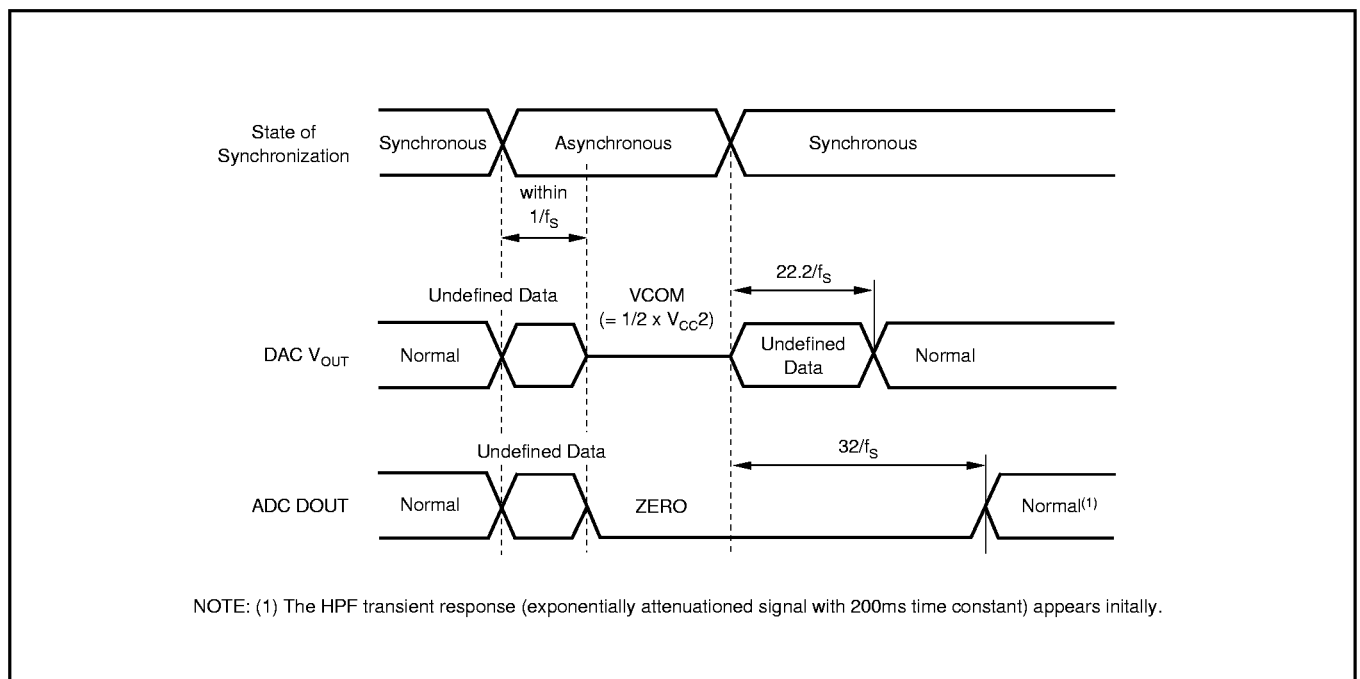 State of
Synchronization
Synchronous
Asynchronous
Synchronous
within
1/fS
22.2/fS
Undefined Data
VCOM
(= 1/2 x VCC2)
DAC VOUT
Normal
Undefined
Data
Normal
Undefined Data
32/fS
ADC DOUT
Normal
ZERO
Normal(1)
NOTE: (1) The HPF transient response (exponentially attenuationed signal with 200ms time constant) appears initally.